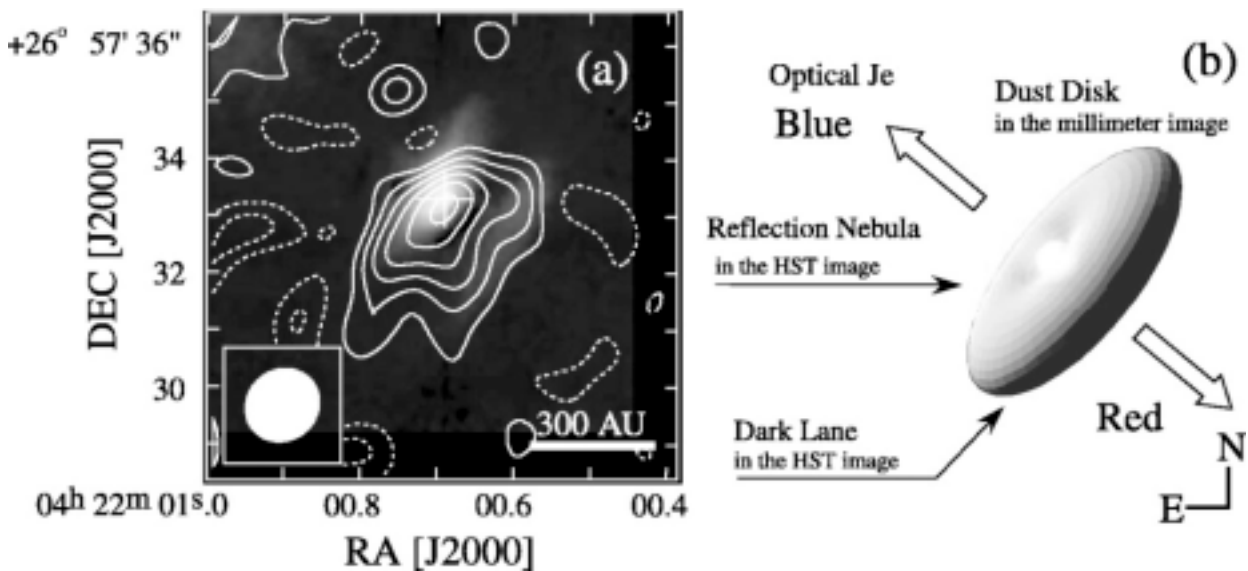 +26° 57' 36"
34
32
30
DEC [J2000]
(a)
300 AU
04h 22m 01s.0
00.8
00.6
00.4
RA [J2000]
(b)
Optical Je
Blue
Dust Disk
in the millimeter image
Reflection Nebula
in the HST image
Dark Lane
in the HST image
Red
N
E